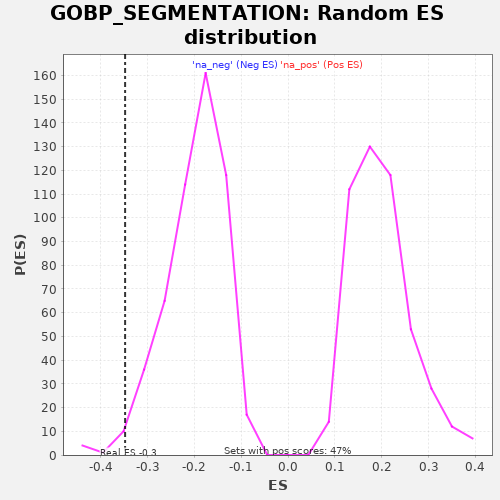 GOBP_SEGMENTATION: Random ES
distribution
'na_neg' (Neg ES) 'na_pos' (Pos ES)
160
150
140
130
120
110
100
90
80
70
60
50
40
30
20
10
0
P(ES)
Real ES -0.3
Sets with pos scores: 47%
-0.4 -0.3 -0.2 -0.1 0.0 0.1 0.2 0.3 0.4
ES